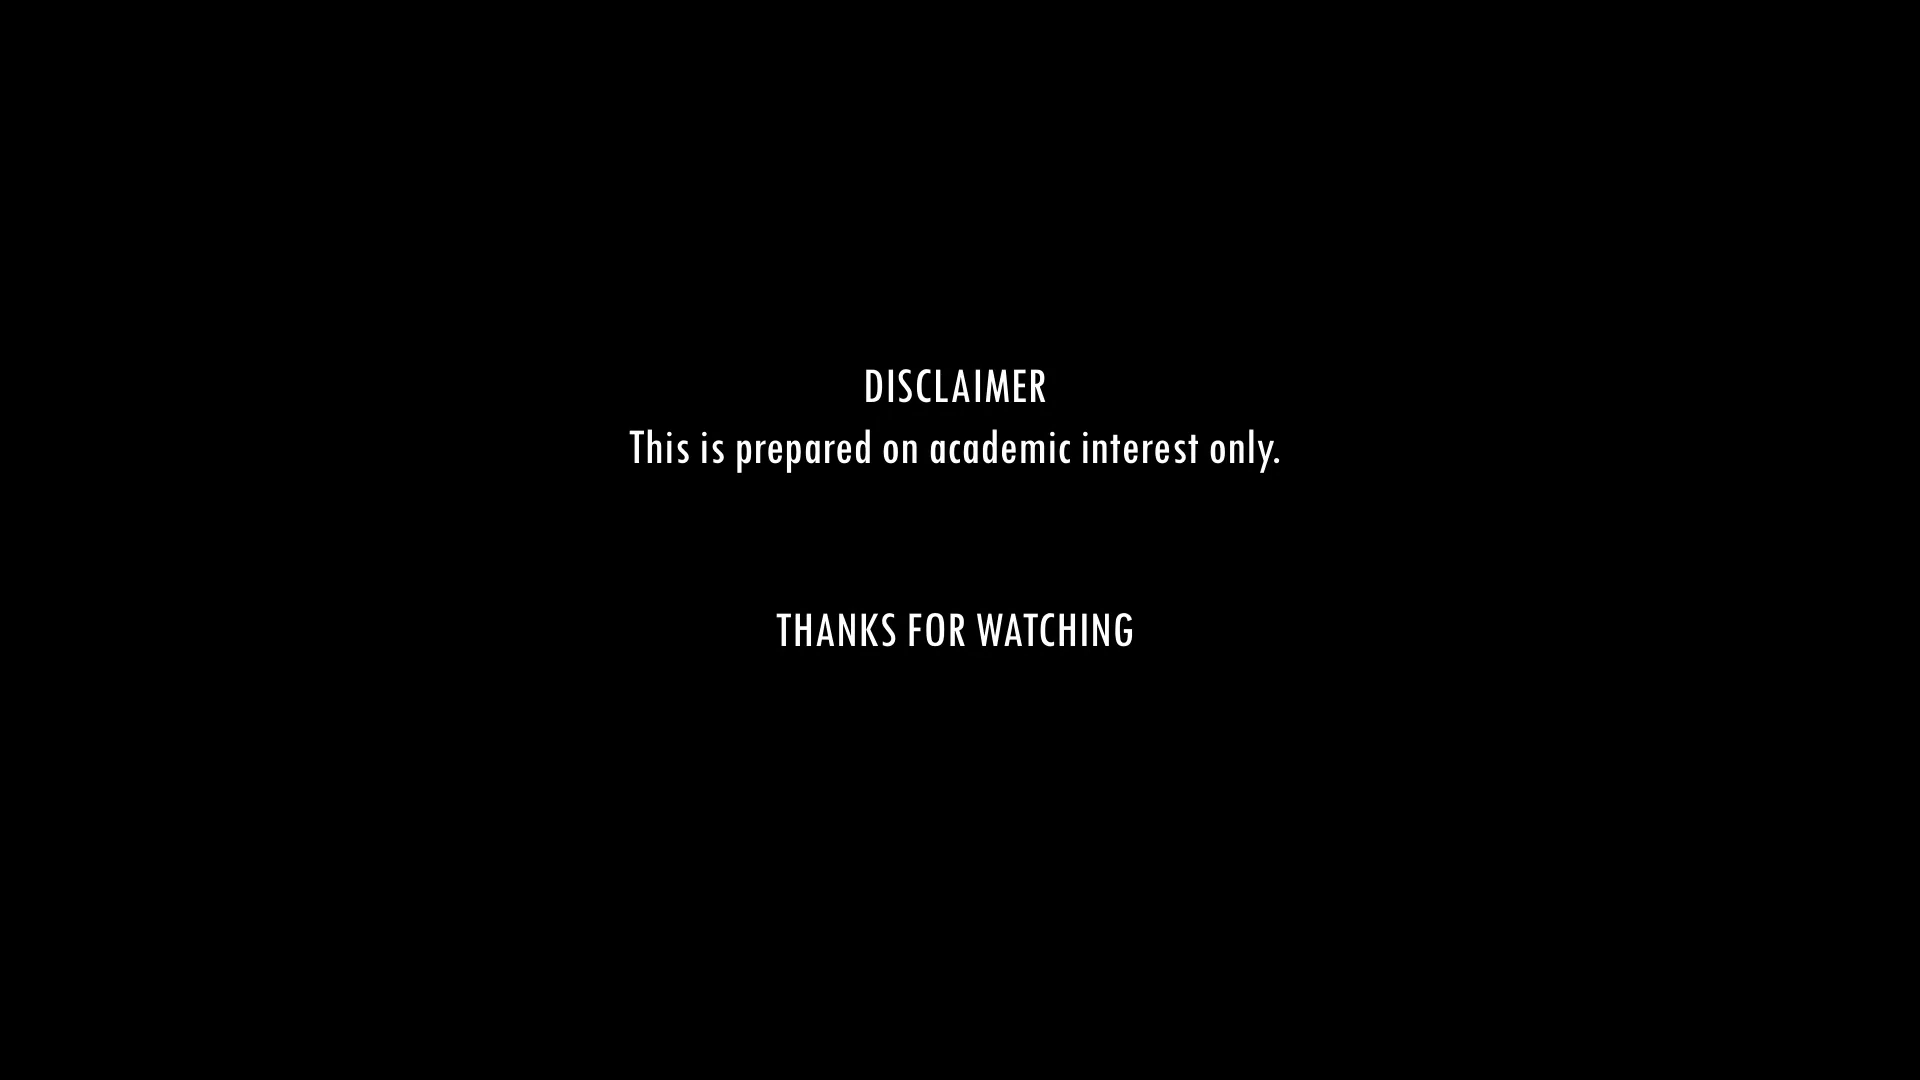 DISCLAIMER
This is prepared on academic interest only.
THANKS FOR WATCHING